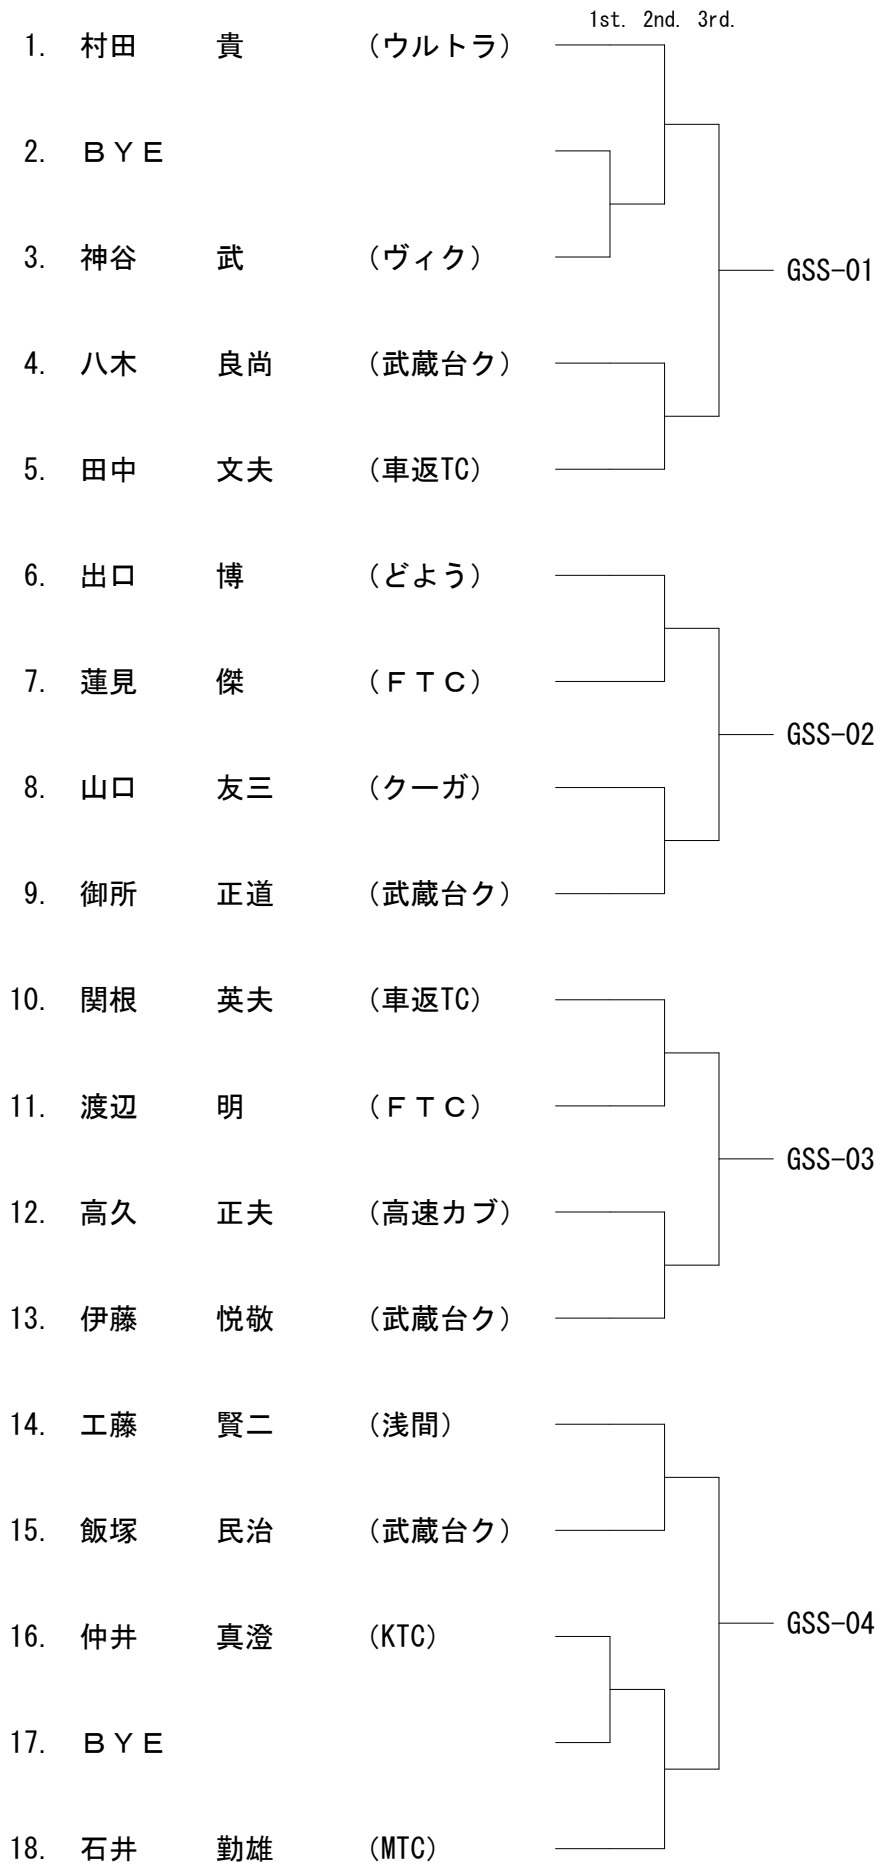 1st. 2nd. 3rd.
1. 村田 貴 (ウルトラ)
2. ＢＹＥ
3. 神谷 武 (ヴィク)
GSS-01
4. 八木 良尚 (武蔵台ク)
5. 田中 文夫 (車返TC)
6. 出口 博 (どよう)
7. 蓮見 傑 (ＦＴＣ)
GSS-02
8. 山口 友三 (クーガ)
9. 御所 正道 (武蔵台ク)
10. 関根 英夫 (車返TC)
11. 渡辺 明 (ＦＴＣ)
GSS-03
12. 高久 正夫 (高速カブ)
13. 伊藤 悦敬 (武蔵台ク)
14. 工藤 賢二 (浅間)
15. 飯塚 民治 (武蔵台ク)
GSS-04
16. 仲井 真澄 (KTC)
17. ＢＹＥ
18. 石井 勤雄 (MTC)